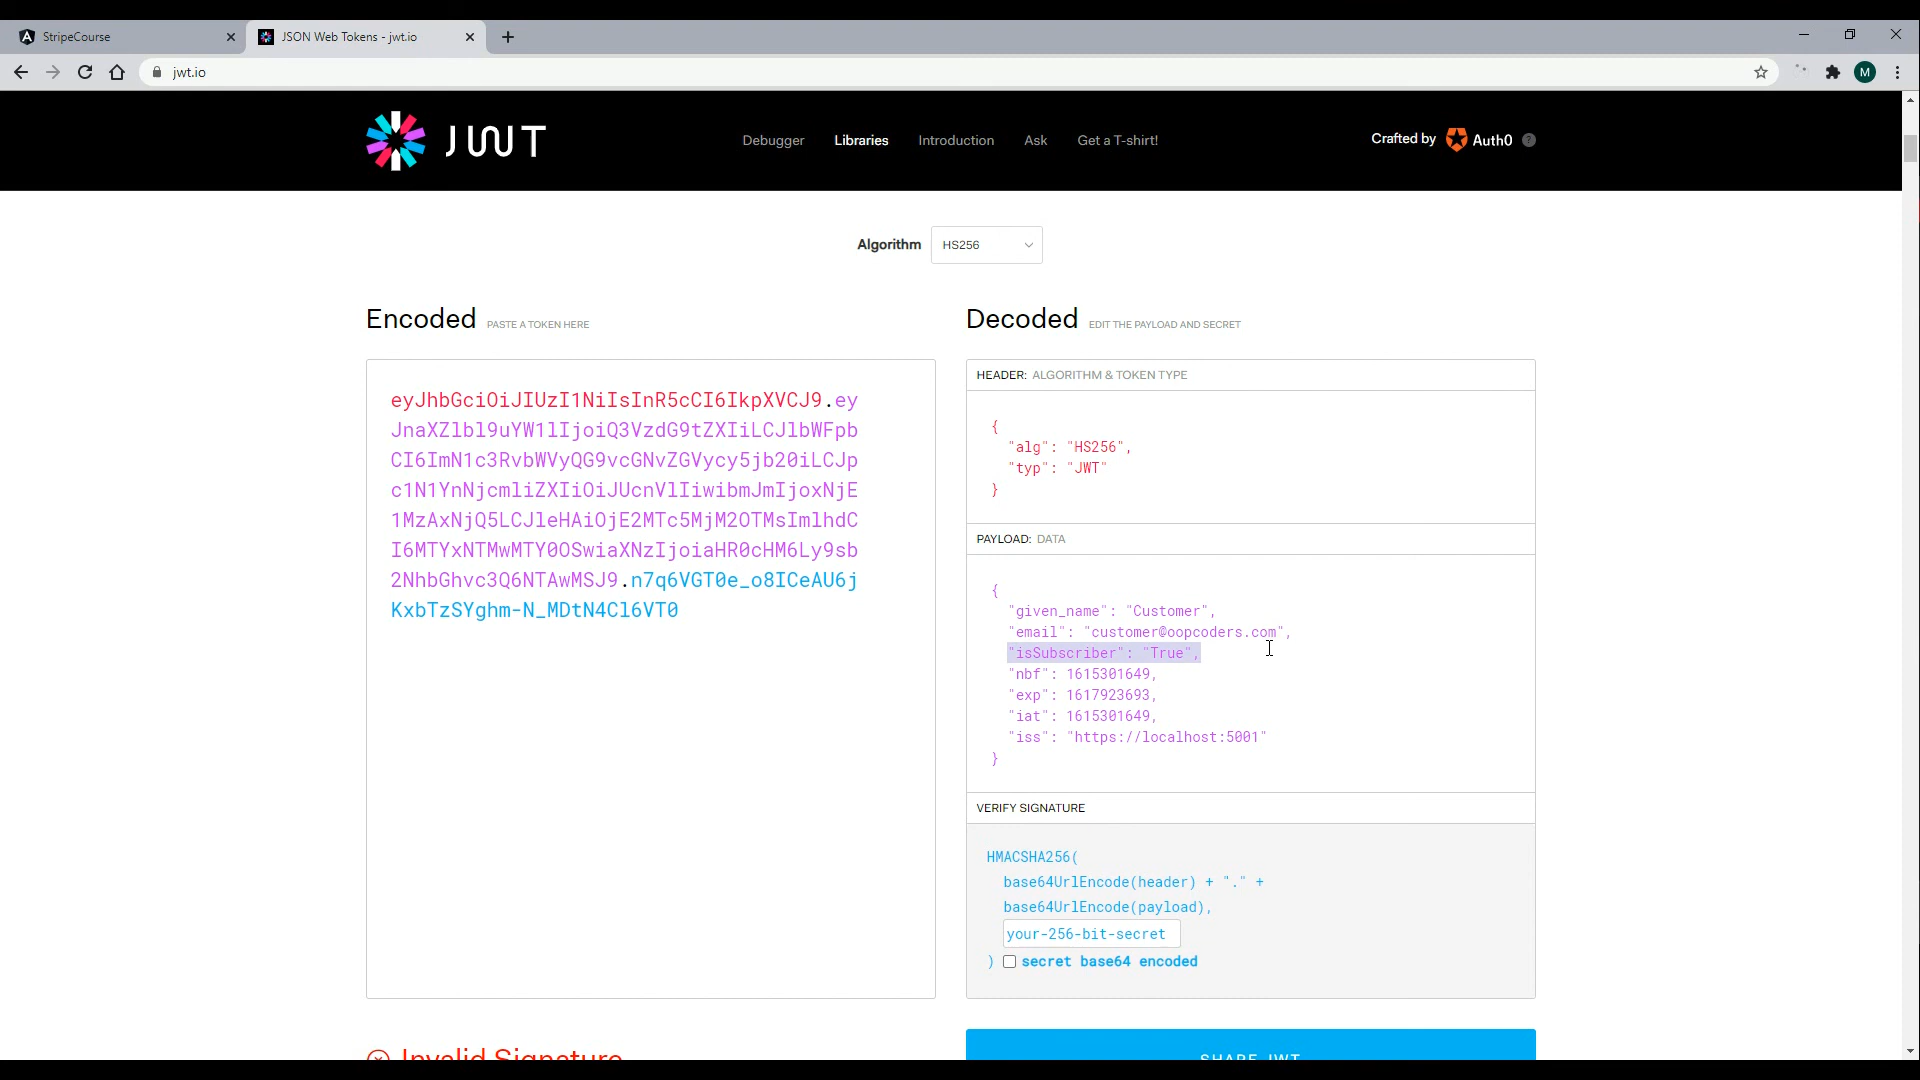 StripeCourse
JSON Web Tokens - jwt.io
jwt.io
M
JWT
Debugger
Libraries
Introduction
Ask
Get a T-shirt!
Crafted by
Auth0
?
Algorithm
HS256
Encoded PASTE A TOKEN HERE
eyJhbGciOiJIUzI1NiIsInR5cCI6IkpXVCJ9.ey
JnaXZlbl9uYW1lIjoiQ3VzdG9tZXIiLCJlbWFpb
CI6ImN1c3RvbWVyQG9vcGNvZGVycy5jb20iLCJp
c1N1YnNjcmliZXIiOiJUcnVlIiwibmJmIjoxNjE
1MzAxNjQ5LCJleHAiOjE2MTc5MjM2OTMsImlhdC
I6MTYxNTMwMTY0OSwiaXNzIjoiaHR0cHM6Ly9sb
2NhbGhvc3Q6NTAwMSJ9.n7q6VGT0e_o8ICeAU6j
KxbTzSYghm-N_MDtN4Cl6VT0
Decoded EDIT THE PAYLOAD AND SECRET
HEADER: ALGORITHM & TOKEN TYPE
{
"alg": "HS256",
"typ": "JWT"
}
PAYLOAD: DATA
{
"given_name": "Customer",
"email": "customer@oopcoders.com",
"isSubscriber": "True",
"nbf": 1615301649,
"exp": 1617923693,
"iat": 1615301649,
"iss": "https://localhost:5001"
}
VERIFY SIGNATURE
HMACSHA256(
base64UrlEncode(header) + "." +
base64UrlEncode(payload),
your-256-bit-secret
) secret base64 encoded
Invalid Signature
SHARE JWT